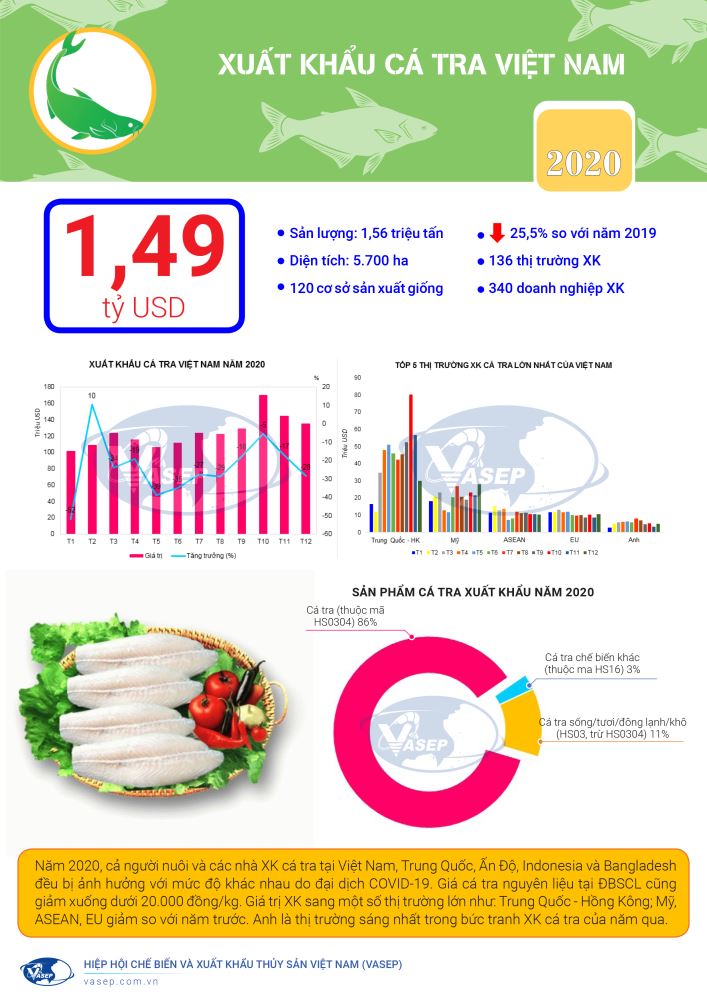 XUẤT KHẨU CÁ TRA VIỆT NAM
2020
1,49
tỷ USD
Sản lượng: 1,56 triệu tấn
Diện tích: 5.700 ha
120 cơ sở sản xuất giống
25,5% so với năm 2019
136 thị trường XK
340 doanh nghiệp XK
XUẤT KHẨU CÁ TRA VIỆT NAM NĂM 2020
%
Triệu USD
180
160
140
120
100
80
60
40
20
0
20
10
0
-10
-20
-30
-40
-50
-60
-52
10
-24
-19
-39
-35
-27
-29
-18
-5
-17
-28
T1 T2 T3 T4 T5 T6 T7 T8 T9 T10 T11 T12
Giá trị Tăng trưởng (%)
VASEP
TÓP 5 THỊ TRƯỜNG XK CÁ TRA LỚN NHẤT CỦA VIỆT NAM
Triệu USD
90
80
70
60
50
40
30
20
10
0
Trung Quốc - HK Mỹ ASEAN EU Anh
T1 T2 T3 T4 T5 T6 T7 T8 T9 T10 T11 T12
VASEP
SẢN PHẨM CÁ TRA XUẤT KHẨU NĂM 2020
Cá tra (thuộc mã
HS0304) 86%
Cá tra chế biến khác
(thuộc ma HS16) 3%
Cá tra sống/tươi/đông lạnh/khô
(HS03, trừ HS0304) 11%
VASEP
Năm 2020, cả người nuôi và các nhà XK cá tra tại Việt Nam, Trung Quốc, Ấn Độ, Indonesia và Bangladesh
đều bị ảnh hưởng với mức độ khác nhau do đại dịch COVID-19. Giá cá tra nguyên liệu tại ĐBSCL cũng
giảm xuống dưới 20.000 đồng/kg. Giá trị XK sang một số thị trường lớn như: Trung Quốc - Hồng Kông; Mỹ,
ASEAN, EU giảm so với năm trước. Anh là thị trường sáng nhất trong bức tranh XK cá tra của năm qua.
VASEP
HIỆP HỘI CHẾ BIẾN VÀ XUẤT KHẨU THỦY SẢN VIỆT NAM (VASEP)
vasep.com.vn